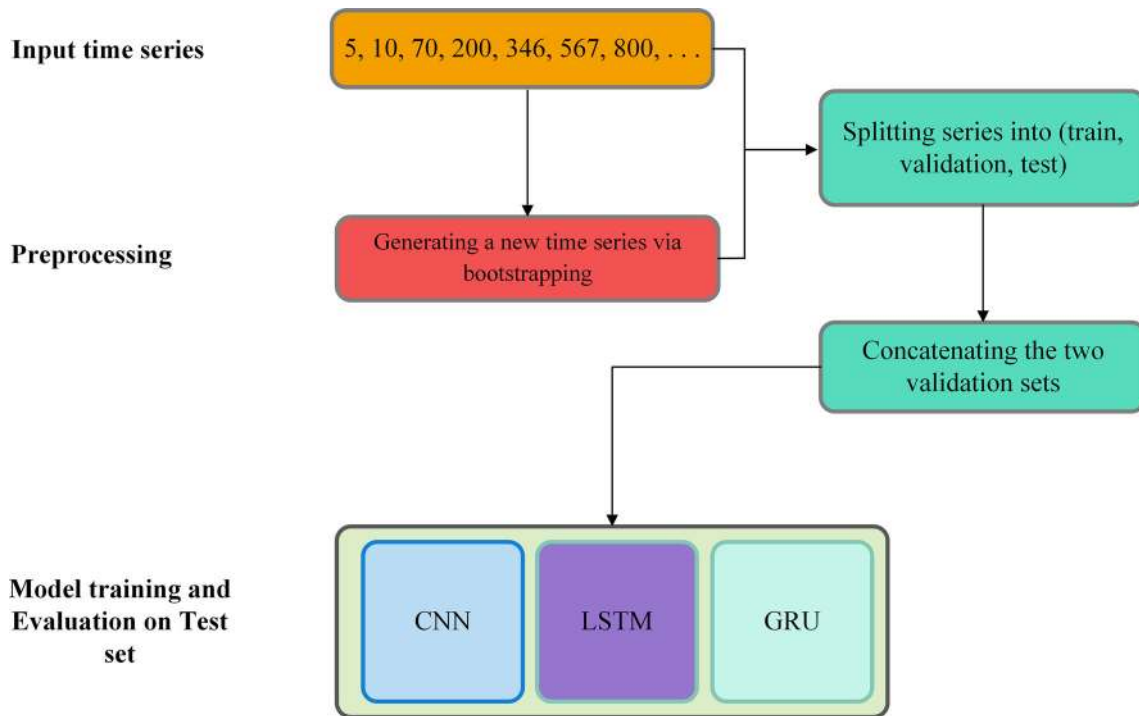 Input time series
5, 10, 70, 200, 346, 567, 800, . . .
Splitting series into (train,
validation, test)
Preprocessing
Generating a new time series via
bootstrapping
Concatenating the two
validation sets
Model training and
Evaluation on Test
set
CNN
LSTM
GRU